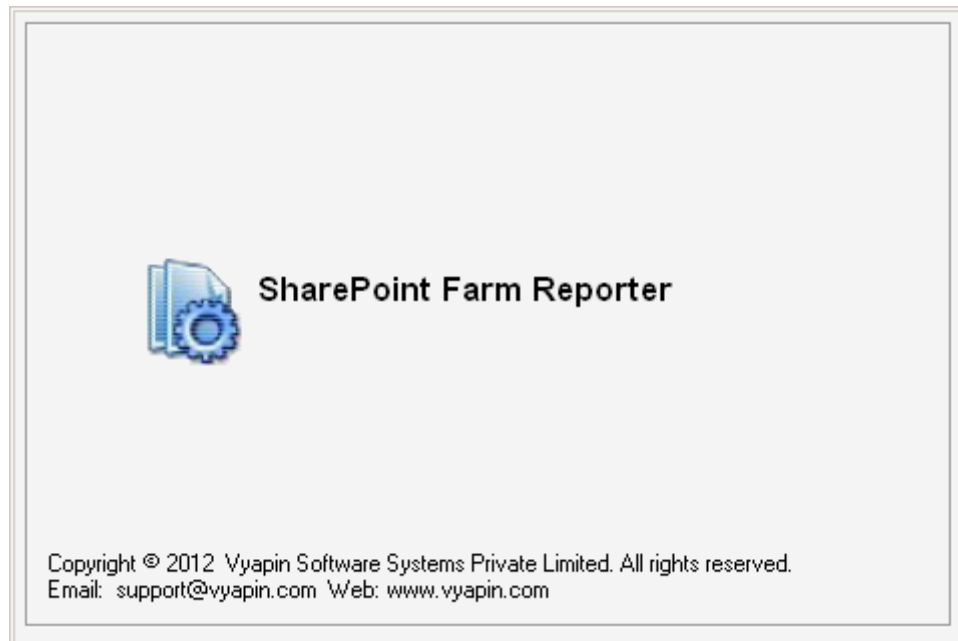 SharePoint Farm Reporter
Copyright © 2012 Vyapin Software Systems Private Limited. All rights reserved.
Email: support@vyapin.com Web: www.vyapin.com